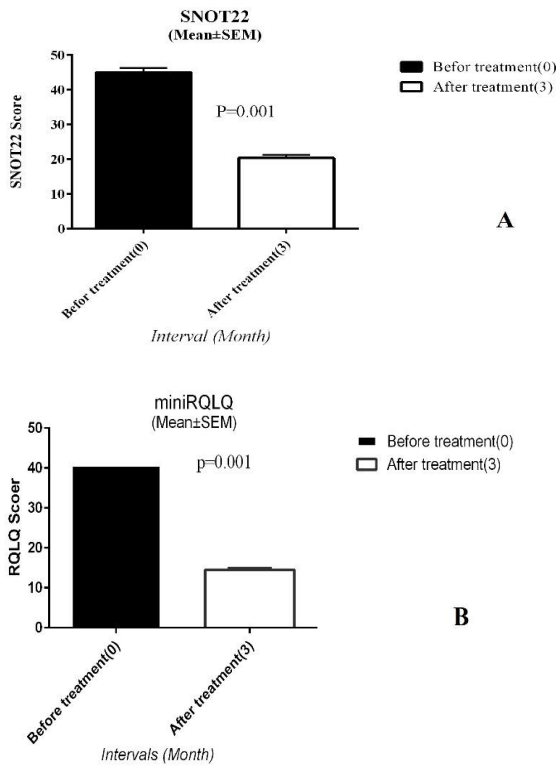 SNOT22
(Mean±SEM)
50
40
30
20
10
0
SNOT22 Score
P=0.001
Befor treatment(0)
After treatment(3)
Interval (Month)
Befor treatment(0)
After treatment(3)
A
miniRQLQ
(Mean±SEM)
50
40
30
20
10
0
RQLQ Scoer
p=0.001
Before treatment(0)
After treatment(3)
Intervals (Month)
Before treatment(0)
After treatment(3)
B